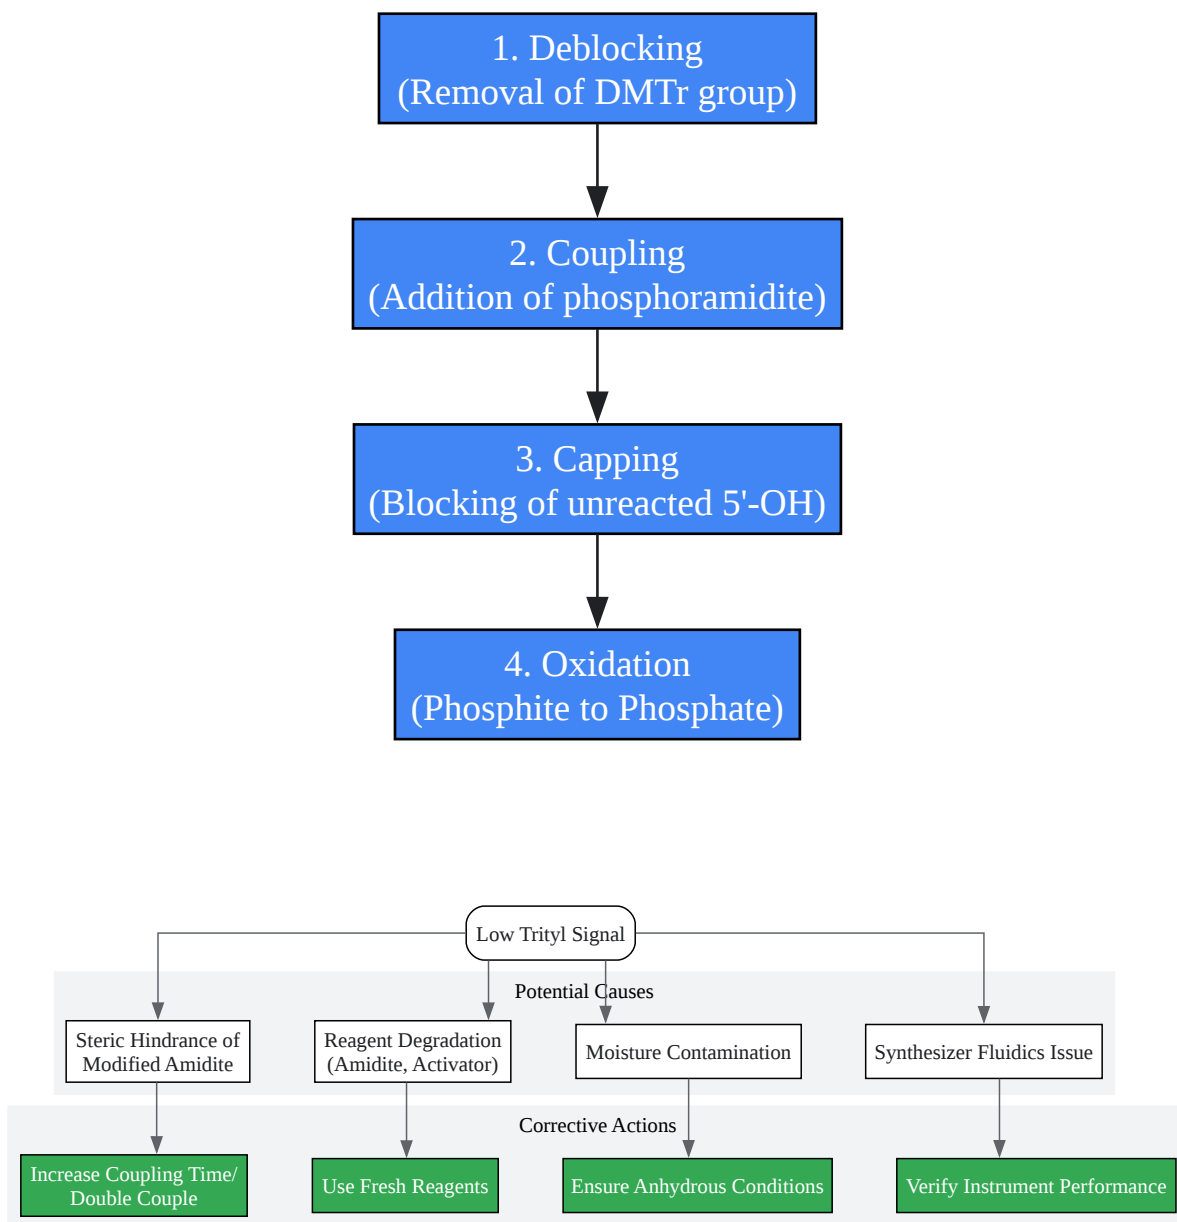 1. Deblocking
(Removal of DMTr group)
2. Coupling
(Addition of phosphoramidite)
3. Capping
(Blocking of unreacted 5'-OH)
4. Oxidation
(Phosphite to Phosphate)
Low Trityl Signal
Potential Causes
Steric Hindrance of
Modified Amidite
Reagent Degradation
(Amidite, Activator)
Moisture Contamination
Synthesizer Fluidics Issue
Corrective Actions
Increase Coupling Time/
Double Couple
Use Fresh Reagents
Ensure Anhydrous Conditions
Verify Instrument Performance